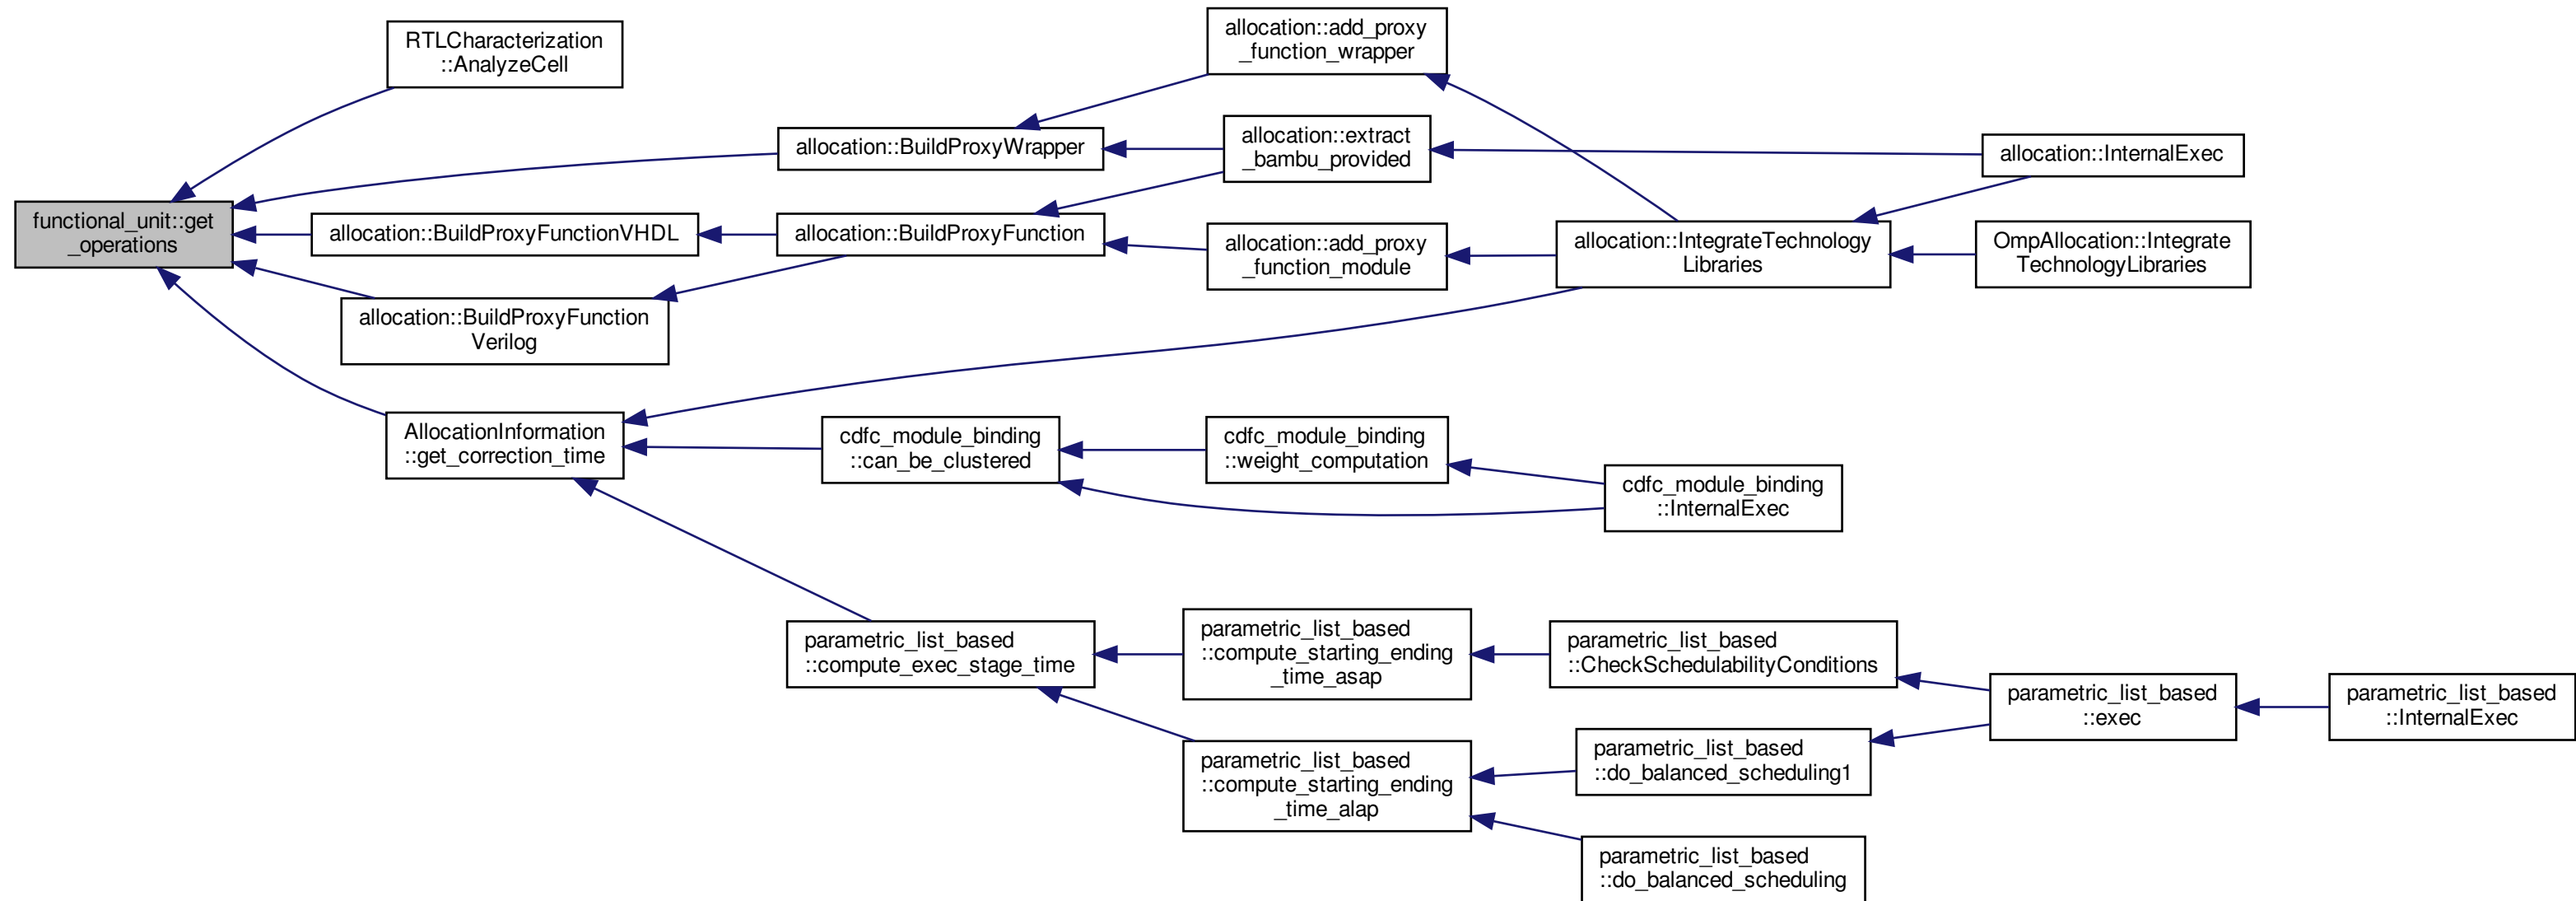 functional_unit::get
_operations
RTLCharacterization
::AnalyzeCell
allocation::BuildProxyWrapper
allocation::add_proxy
_function_wrapper
allocation::extract
_bambu_provided
allocation::InternalExec
allocation::BuildProxyFunctionVHDL
allocation::BuildProxyFunction
allocation::add_proxy
_function_module
allocation::IntegrateTechnology
Libraries
OmpAllocation::Integrate
TechnologyLibraries
allocation::BuildProxyFunction
Verilog
AllocationInformation
::get_correction_time
cdfc_module_binding
::can_be_clustered
cdfc_module_binding
::weight_computation
cdfc_module_binding
::InternalExec
parametric_list_based
::compute_exec_stage_time
parametric_list_based
::compute_starting_ending
_time_asap
parametric_list_based
::CheckSchedulabilityConditions
parametric_list_based
::exec
parametric_list_based
::InternalExec
parametric_list_based
::compute_starting_ending
_time_alap
parametric_list_based
::do_balanced_scheduling1
parametric_list_based
::do_balanced_scheduling